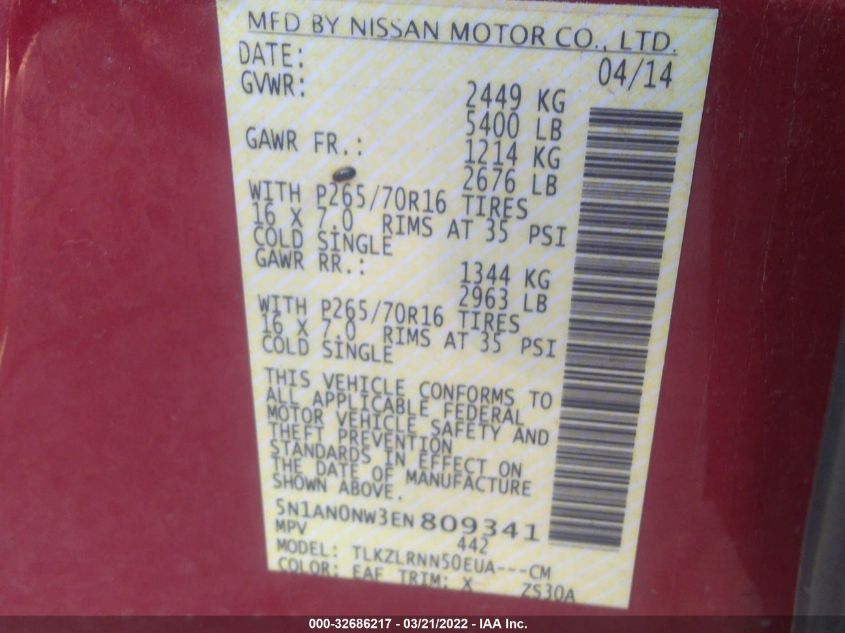 MFD BY NISSAN MOTOR CO., LTD.
DATE: 04/14
GVWR: 2449 KG
5400 LB
GAWR FR.: 1214 KG
2676 LB
WITH P265/70R16 TIRES
16 X 7.0 RIMS AT 35 PSI
COLD SINGLE
GAWR RR.: 1344 KG
2963 LB
WITH P265/70R16 TIRES
16 X 7.0 RIMS AT 35 PSI
COLD SINGLE
THIS VEHICLE CONFORMS TO
ALL APPLICABLE FEDERAL
MOTOR VEHICLE SAFETY AND
THEFT PREVENTION
STANDARDS IN EFFECT ON
THE DATE OF MANUFACTURE
SHOWN ABOVE.
5N1AN0NW3EN809341
MPV 442
MODEL: TLKZLRNN50EUA---CM
COLOR: EAF TRIM: X ZS30A
000-32686217 - 03/21/2022 - IAA Inc.